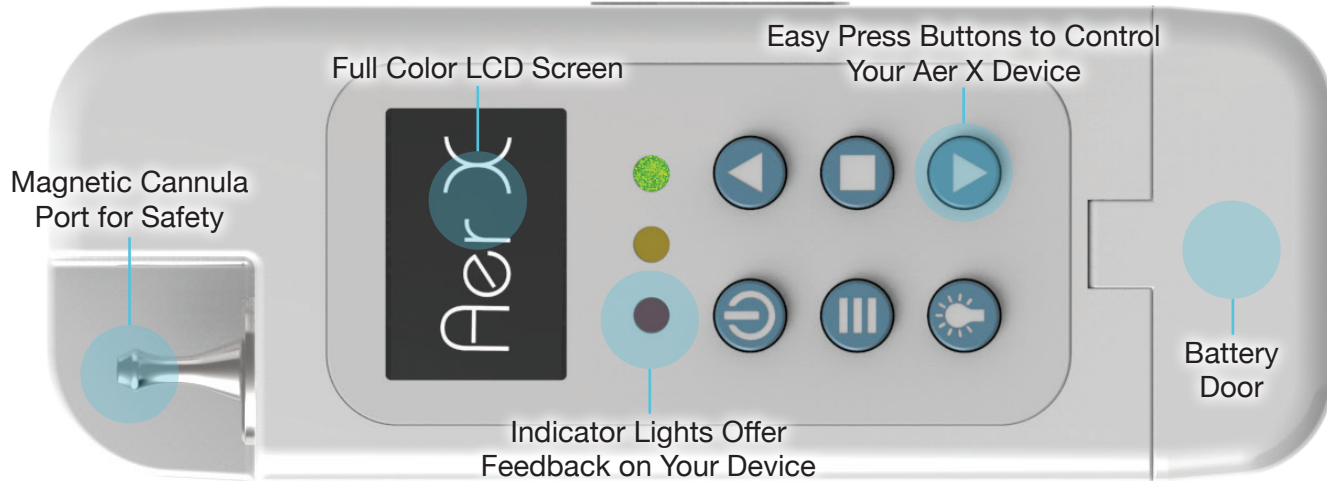 Easy Press Buttons to Control
Your Aer X Device
Full Color LCD Screen
Magnetic Cannula
Port for Safety
Aer X
Battery
Door
Indicator Lights Offer
Feedback on Your Device